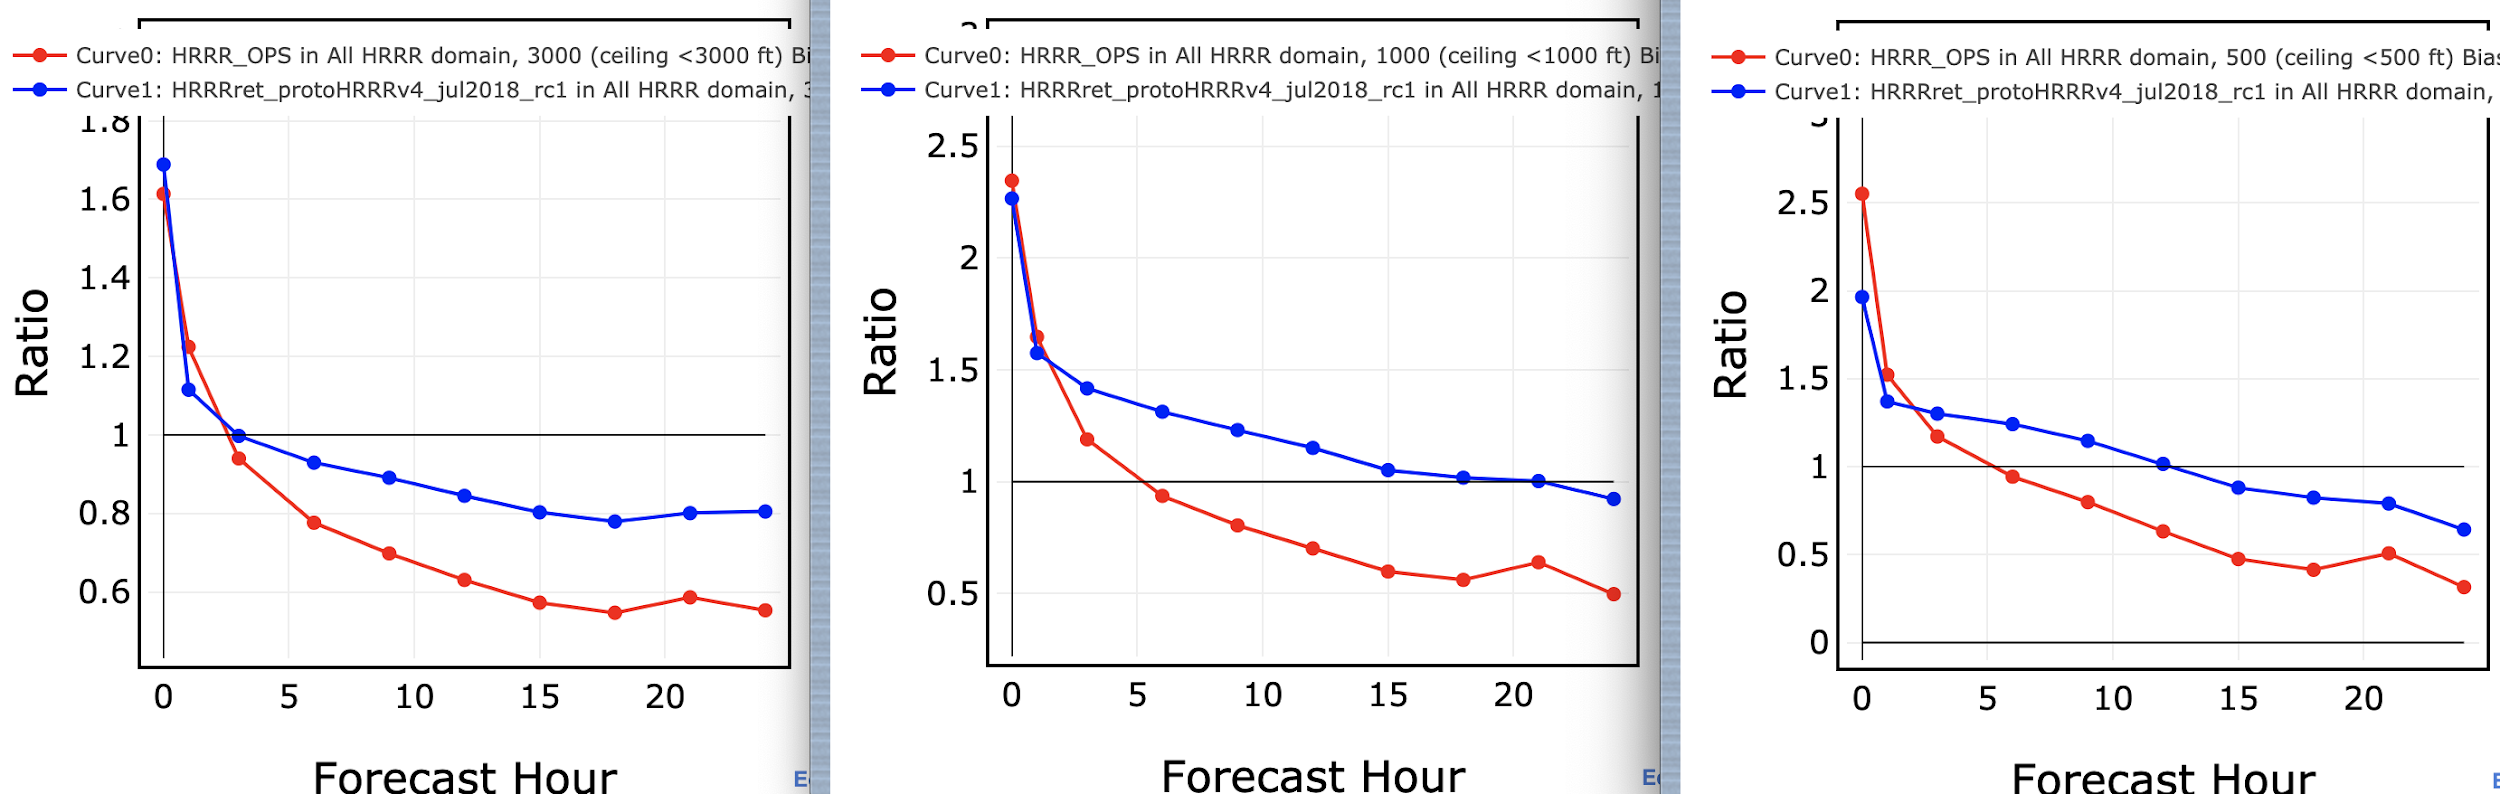 Curve0: HRRR_OPS in All HRRR domain, 3000 (ceiling <3000 ft)
Curve1: HRRRret_protoHRRRv4_jul2018_rc1 in All HRRR domain,
1.8
1.6
1.4
1.2
1
0.8
0.6
Ratio
0 5 10 15 20
Forecast Hour
Curve0: HRRR_OPS in All HRRR domain, 1000 (ceiling <1000 ft)
Curve1: HRRRret_protoHRRRv4_jul2018_rc1 in All HRRR domain,
2.5
2
1.5
1
0.5
Ratio
0 5 10 15 20
Forecast Hour
Curve0: HRRR_OPS in All HRRR domain, 500 (ceiling <500 ft) Bias
Curve1: HRRRret_protoHRRRv4_jul2018_rc1 in All HRRR domain,
2.5
2
1.5
1
0.5
0
Ratio
0 5 10 15 20
Forecast Hour